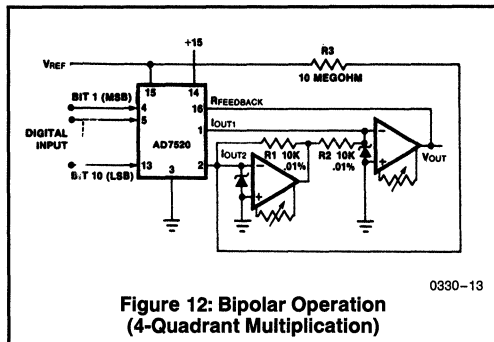 +15
R3
VREF
10 MEGOHM
15
14
BIT 1 (MSB)
4
16
RFEEDBACK
5
1
IOUT1
DIGITAL
INPUT
AD7520
VOUT
R1 10K
.01%
R2 10K
.01%
BIT 10 (LSB)
13
3
2
IOUT2
0330–13
Figure 12: Bipolar Operation
(4-Quadrant Multiplication)